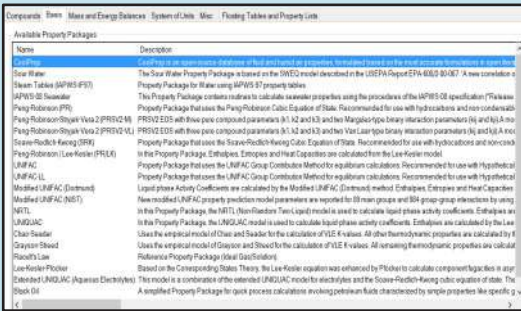 Compounds Basis Mass and Energy Balances System of Units Misc Floating Tables and Property Lists
Available Property Packages
Name Description
CoolProp CoolProp is an open-source database of fluid and humid air properties, formulated based on the most accurate formulations in open litera
Sour Water The Sour Water Property Package is based on the SWEQ model described in the USEPA Report EPA-600/2-80-067: "A new correlation o
Steam Tables (IAPWS-IF97) Property Package for Water using IAPWS-97 property tables
IAPWS-08 Seawater This Property Package contains routines to calculate seawater properties using the procedures of the IAPWS-08 specification ("Release
Peng-Robinson (PR) Property Package that uses the Peng-Robinson Cubic Equation of State. Recommended for use with hydrocarbons and non-condensabl
Peng-Robinson-Stryjek-Vera 2 (PRSV2-M) PRSV2 EOS with three pure compound parameters (k1, k2 and k3) and two Margules-type binary interaction parameters (kij and kji). A mo
Peng-Robinson-Stryjek-Vera 2 (PRSV2-VL) PRSV2 EOS with three pure compound parameters (k1, k2 and k3) and two Van Laar-type binary interaction parameters (kij and kji). A mod
Soave-Redlich-Kwong (SRK) Property Package that uses the Soave-Redlich-Kwong Cubic Equation of State. Recommended for use with hydrocarbons and non-conde
Peng-Robinson / Lee-Kesler (PR/LK) In this Property Package, Enthalpies, Entropies and Heat Capacities are calculated from the Lee-Kesler model.
UNIFAC Property Package that uses the UNIFAC Group Contribution Method for equilibrium calculations. Recommended for use with Hypothetical
UNIFAC-LL Property Package that uses the UNIFAC Group Contribution Method for equilibrium calculations. Recommended for use with Hypothetical
Modified UNIFAC (Dortmund) Liquid phase Activity Coefficients are calculated by the Modified UNIFAC (Dortmund) method. Enthalpies, Entropies and Heat Capacities
Modified UNIFAC (NIST) New modified UNIFAC property prediction model parameters are reported for 89 main groups and 984 group-group interactions by using
NRTL In this Property Package, the NRTL (Non-Random Two-Liquid) model is used to calculate liquid phase activity coefficients. Enthalpies are
UNIQUAC In this Property Package, the UNIQUAC model is used to calculate liquid phase activity coefficients. Enthalpies are calculated by the Lee
Chao-Seader Uses the empirical model of Chao and Seader for the calculation of VLE K-values. All other thermodynamic properties are calculated by t
Grayson-Streed Uses the empirical model of Grayson and Streed for the calculation of VLE K-values. All remaining thermodynamic properties are calculat
Raoult's Law Reference Property Package (Ideal Gas/Solution).
Lee-Kesler-Plöcker Based on the Corresponding States Theory, the Lee-Kesler equation was enhanced by Plöcker to calculate component fugacities in asym
Extended UNIQUAC (Aqueous Electrolytes) This model is a combination of the extended UNIQUAC model for electrolytes and the Soave-Redlich-Kwong cubic equation of state. The
Black Oil A simplified Property Package for quick process calculations involving petroleum fluids characterized by simple properties like specific g